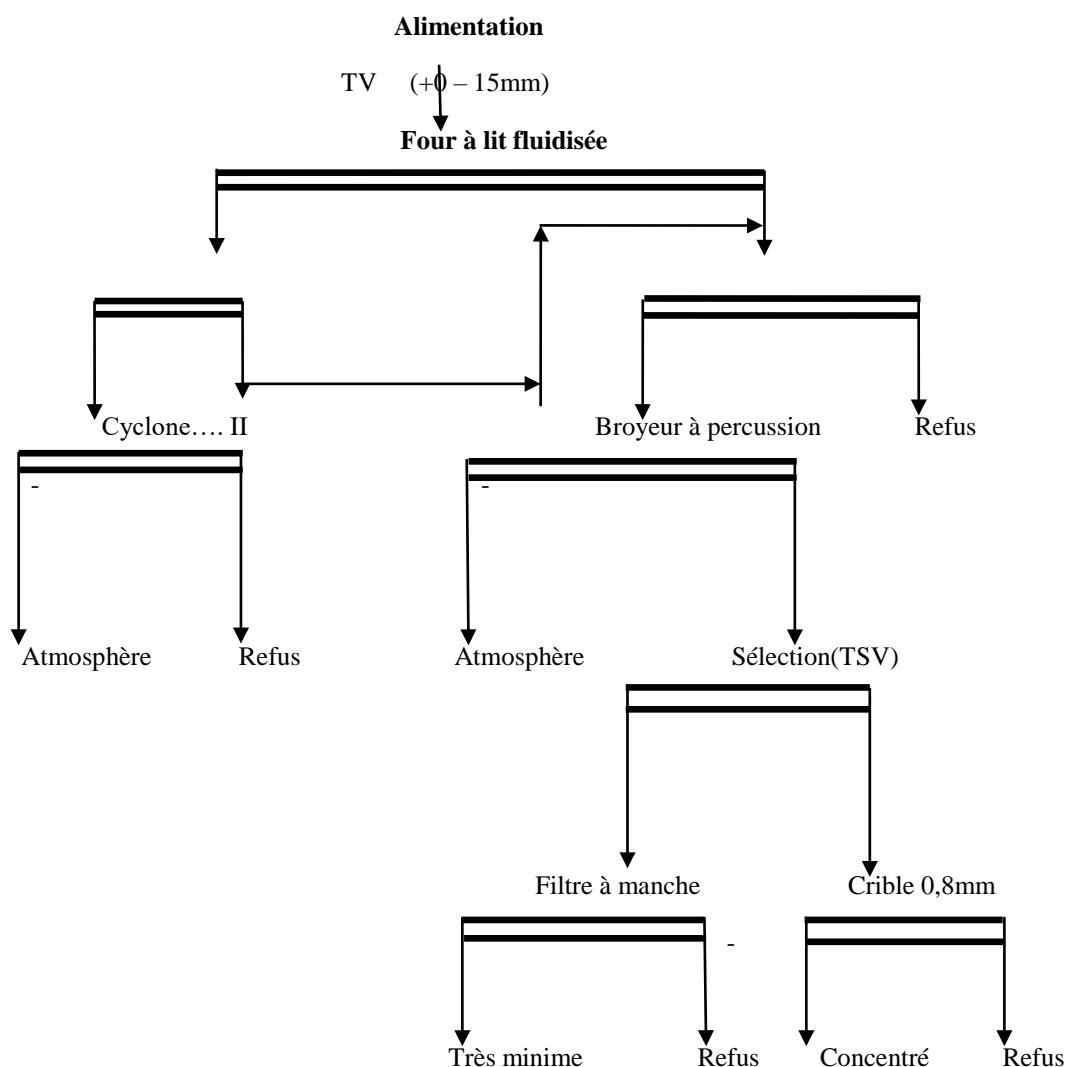 Alimentation
TV (+0 – 15mm)
Four à lit fluidisée
Cyclone…. II
Broyeur à percussion
Refus
-
-
Atmosphère
Refus
Atmosphère
Sélection(TSV)
Filtre à manche
Crible 0,8mm
-
Très minime
Refus
Concentré
Refus